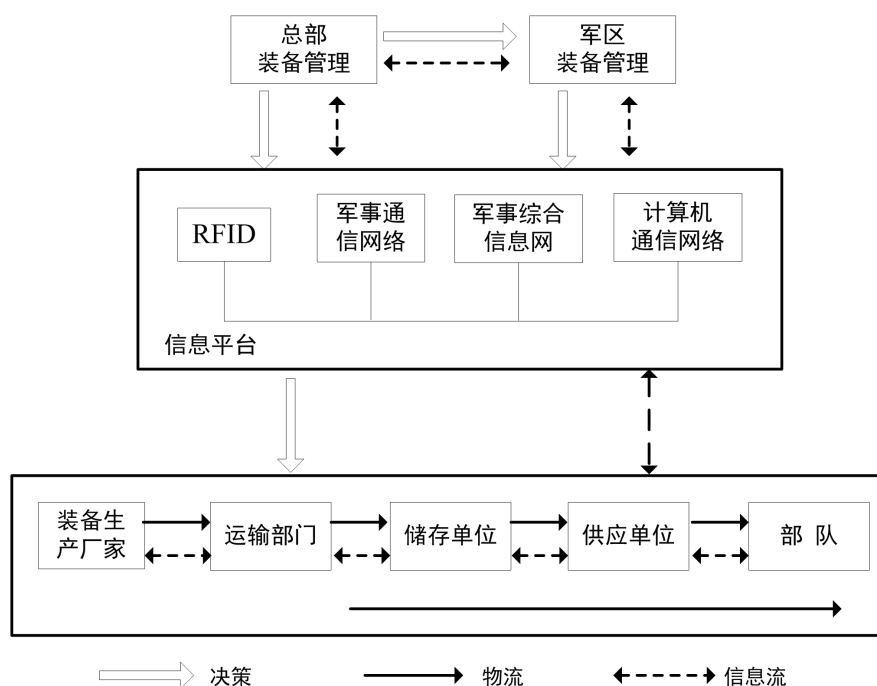 总部
装备管理
军区
装备管理
RFID
军事通
信网络
军事综合
信息网
计算机
通信网络
信息平台
装备生
产厂家
运输部门
储存单位
供应单位
部 队
决策
物流
信息流